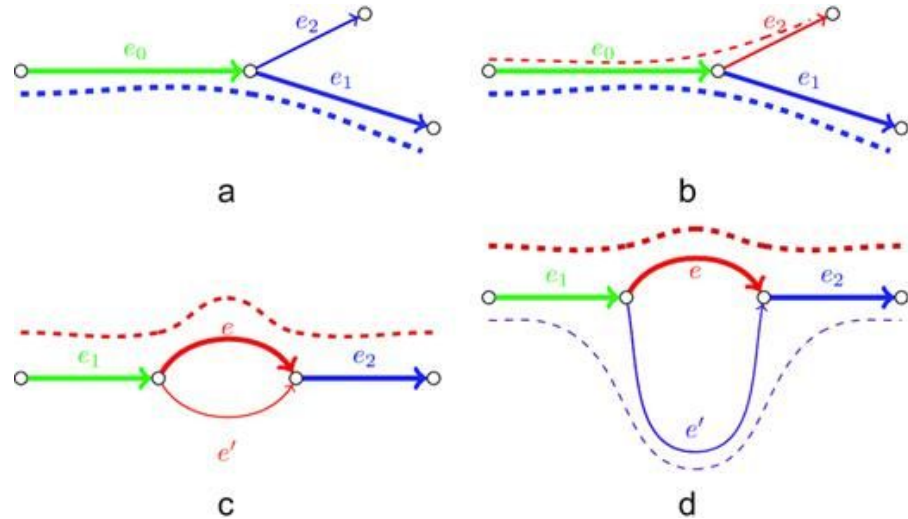 e₀ e₂ e₁
a
e₀ e₂ e₁
b
e₁ e e₂
e′
c
e₁ e e₂
e′
d